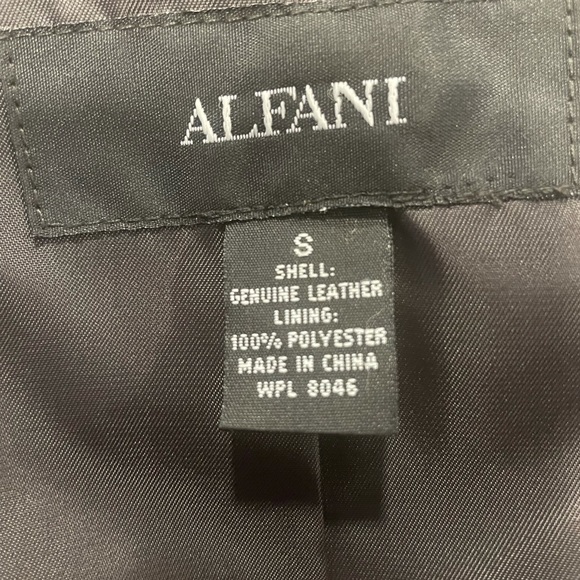 ALFANI
S
SHELL:
GENUINE LEATHER
LINING:
100% POLYESTER
MADE IN CHINA
WPL 8046